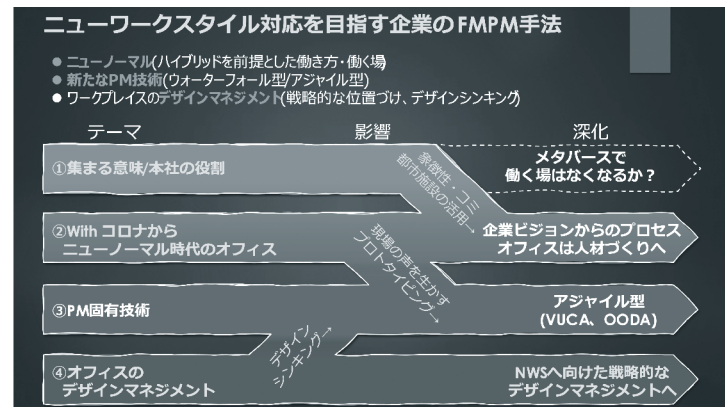 ニューワークスタイル対応を目指す企業のFMPM手法
● ニューノーマル(ハイブリッドを前提とした働き方・働く場)
● 新たなPM技術(ウォーターフォール型/アジャイル型)
● ワークプレイスのデザインマネジメント(戦略的な位置づけ、デザインシンキング)
テーマ
影響
深化
①集まる意味/本社の役割
象徴性・コミ
都市施設の活用→
メタバースで
働く場はなくなるか？
②With コロナから
ニューノーマル時代のオフィス
現場の声を生かす
プロトタイピング→
企業ビジョンからのプロセス
オフィスは人材づくりへ
③PM固有技術
アジャイル型
(VUCA、OODA)
デザイン
シンキング→
④オフィスの
デザインマネジメント
NWSへ向けた戦略的な
デザインマネジメントへ